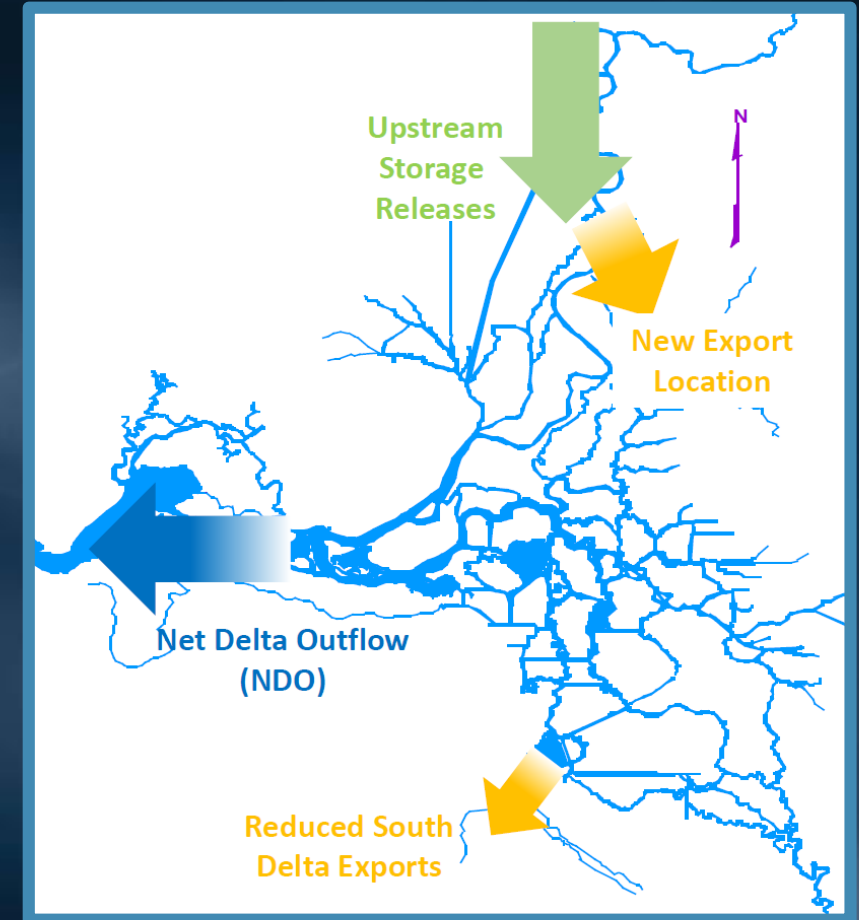 Upstream
Storage
Releases
N
New Export
Location
Net Delta Outflow
(NDO)
Reduced South
Delta Exports